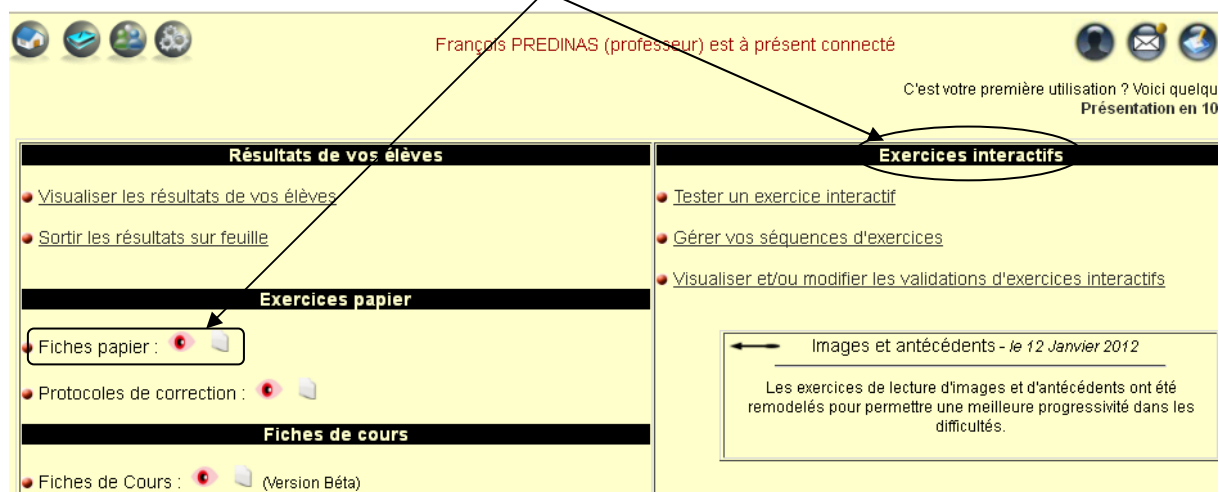 François PREDINAS (professeur) est à présent connecté
C'est votre première utilisation ? Voici quelqu
Présentation en 10
Résultats de vos élèves
Visualiser les résultats de vos élèves
Sortir les résultats sur feuille
Exercices papier
Fiches papier :
Protocoles de correction :
Fiches de cours
Fiches de Cours : (Version Béta)
Exercices interactifs
Tester un exercice interactif
Gérer vos séquences d'exercices
Visualiser et/ou modifier les validations d'exercices interactifs
Images et antécédents - le 12 Janvier 2012
Les exercices de lecture d'images et d'antécédents ont été
remodelés pour permettre une meilleure progressivité dans les
difficultés.